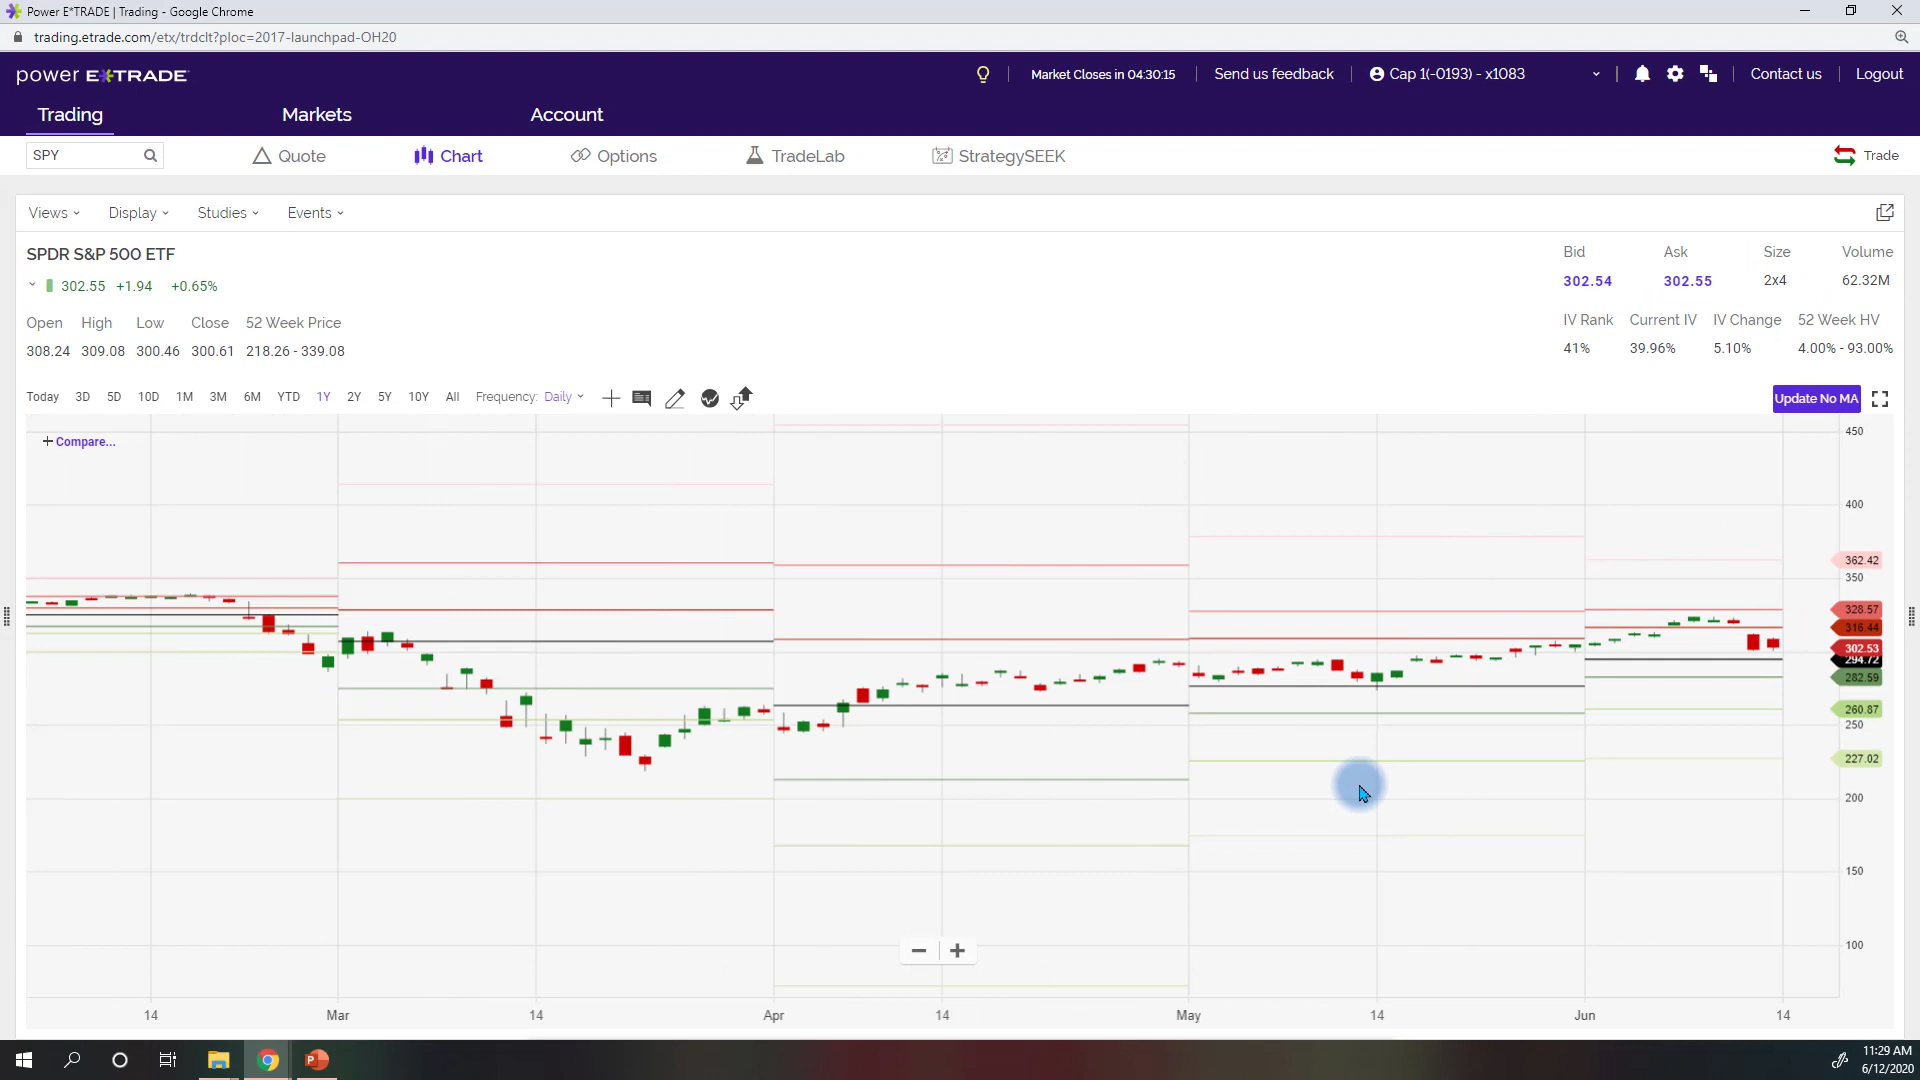 Power E*TRADE | Trading - Google Chrome
trading.etrade.com/etx/trdclt?ploc=2017-launchpad-OH20
power E*TRADE
Market Closes in 04:30:15
Send us feedback
Cap 1(-0193) - x1083
Contact us
Logout
Trading
Markets
Account
SPY
Quote
Chart
Options
TradeLab
StrategySEEK
Trade
Views
Display
Studies
Events
SPDR S&P 500 ETF
Bid Ask Size Volume
302.55 +1.94 +0.65%
302.54 302.55 2x4 62.32M
Open High Low Close 52 Week Price
IV Rank Current IV IV Change 52 Week HV
308.24 309.08 300.46 300.61 218.26 - 339.08
41% 39.96% 5.10% 4.00% - 93.00%
Today 3D 5D 10D 1M 3M 6M YTD 1Y 2Y 5Y 10Y All Frequency: Daily
Update No MA
+ Compare...
450
400
362.42
350
328.57
316.44
302.53
294.72
282.59
260.87
250
227.02
200
150
100
14 Mar 14 Apr 14 May 14 Jun 14
11:29 AM
6/12/2020